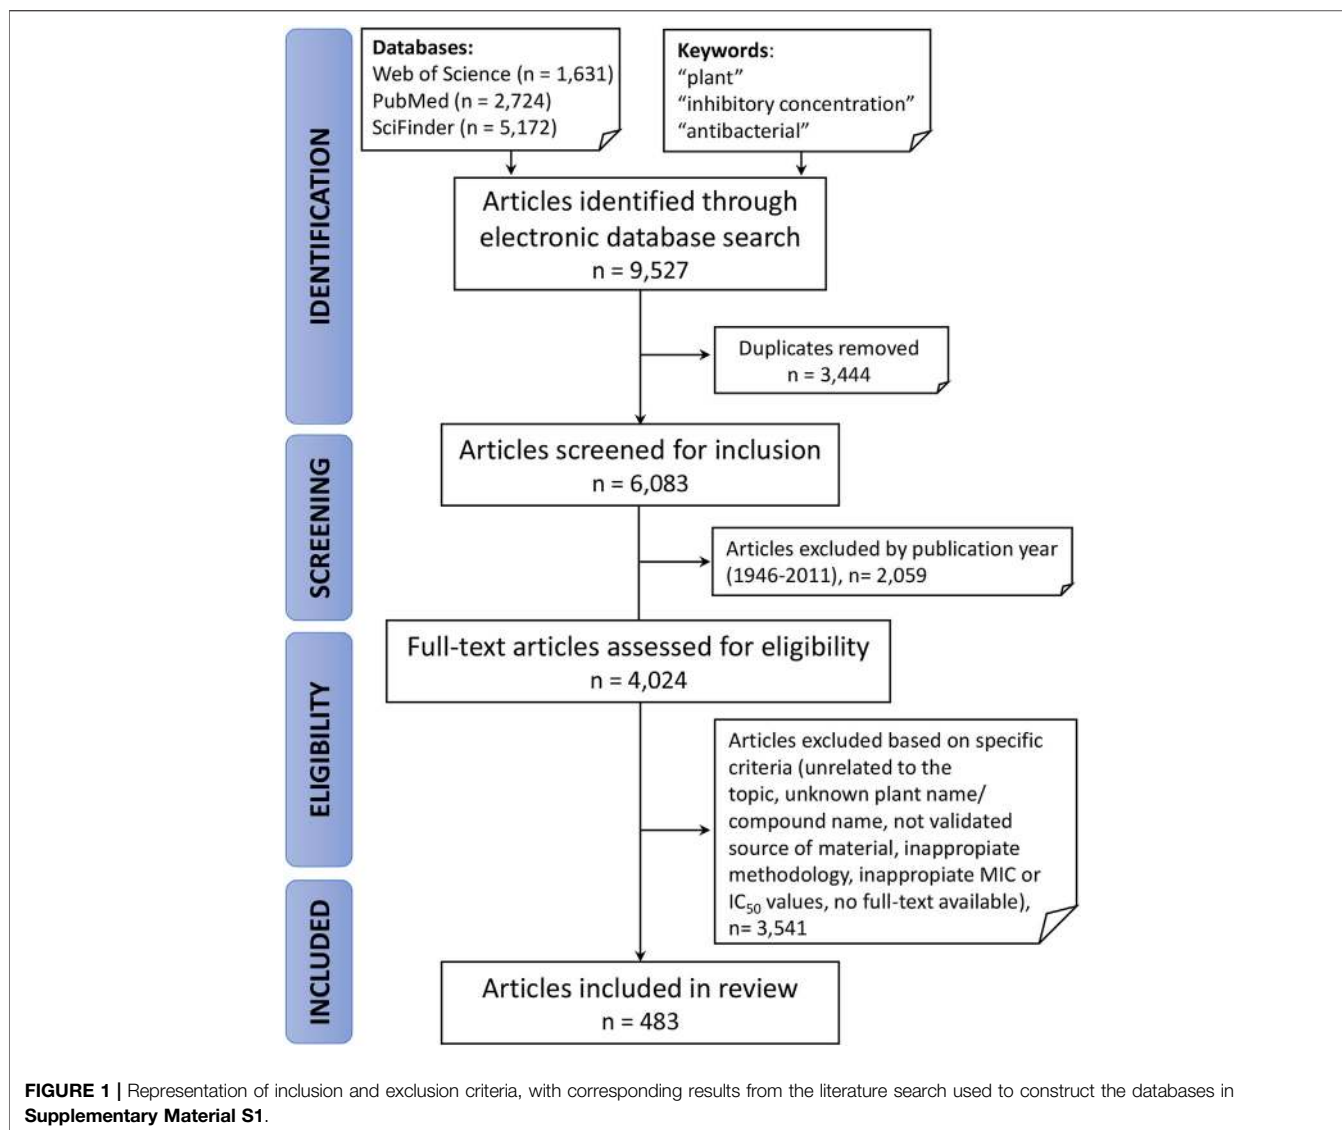 IDENTIFICATION
Databases:
Web of Science (n = 1,631)
PubMed (n = 2,724)
SciFinder (n = 5,172)
Keywords:
“plant”
“inhibitory concentration”
“antibacterial”
Articles identified through
electronic database search
n = 9,527
Duplicates removed
n = 3,444
SCREENING
Articles screened for inclusion
n = 6,083
Articles excluded by publication year
(1946-2011), n= 2,059
ELIGIBILITY
Full-text articles assessed for eligibility
n = 4,024
Articles excluded based on specific
criteria (unrelated to the
topic, unknown plant name/
compound name, not validated
source of material, inappropiate
methodology, inappropiate MIC or
IC50 values, no full-text available),
n= 3,541
INCLUDED
Articles included in review
n = 483
FIGURE 1 | Representation of inclusion and exclusion criteria, with corresponding results from the literature search used to construct the databases in
Supplementary Material S1.